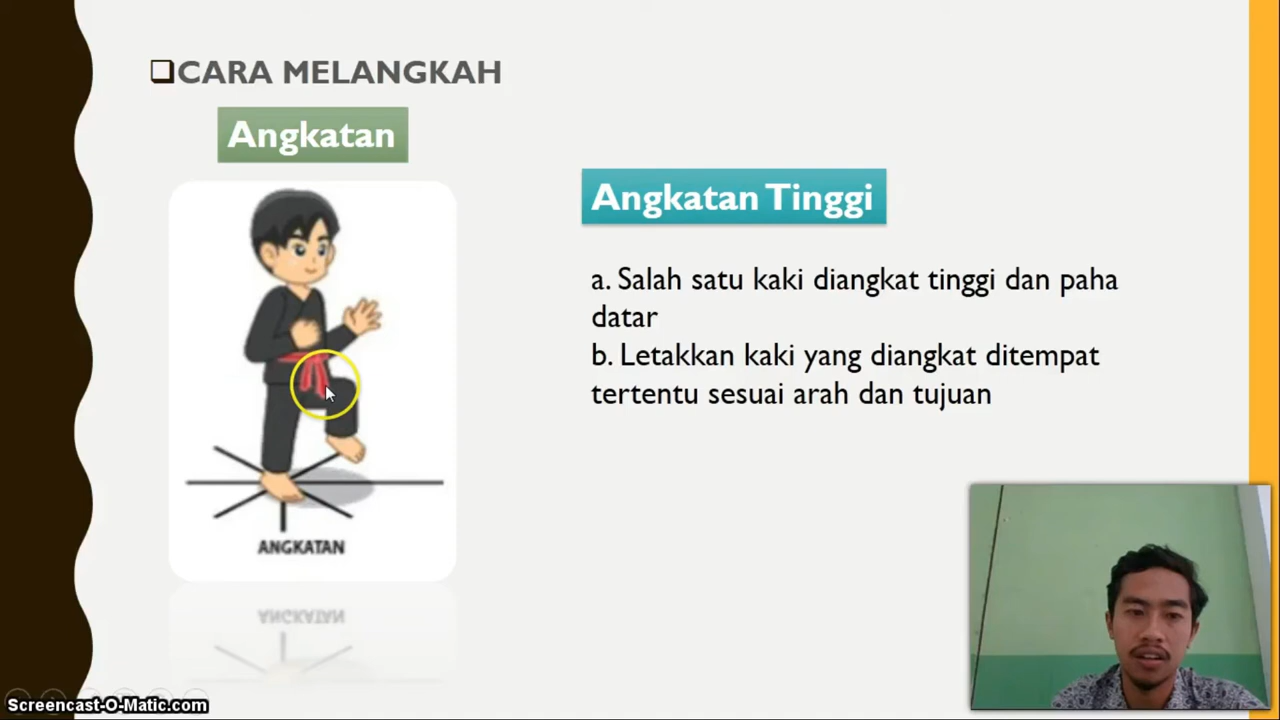 CARA MELANGKAH
Angkatan
Angkatan Tinggi
a. Salah satu kaki diangkat tinggi dan paha
datar
b. Letakkan kaki yang diangkat ditempat
tertentu sesuai arah dan tujuan
ANGKATAN
Screencast-O-Matic.com